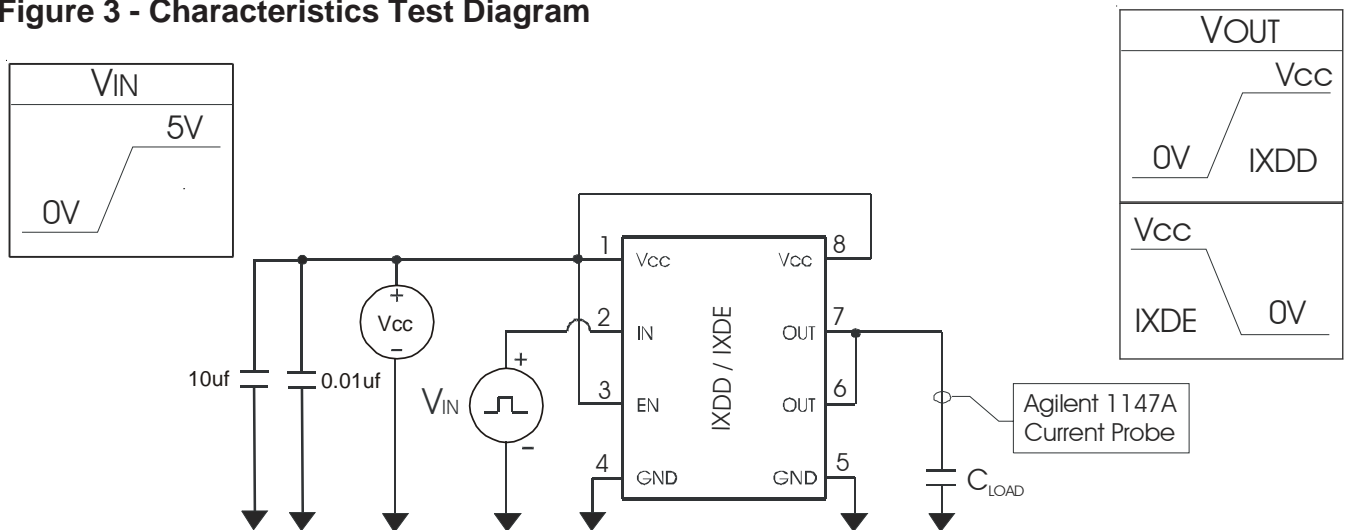 Figure 3 - Characteristics Test Diagram
VIN
5V
0V
VOUT
Vcc
0V IXDD
Vcc
IXDE 0V
10uf
0.01uf
+
Vcc
-
VIN
+
-
1 Vcc
2 IN
3 EN
4 GND
IXDD / IXDE
Vcc 8
OUT 7
OUT 6
GND 5
Agilent 1147A
Current Probe
CLOAD